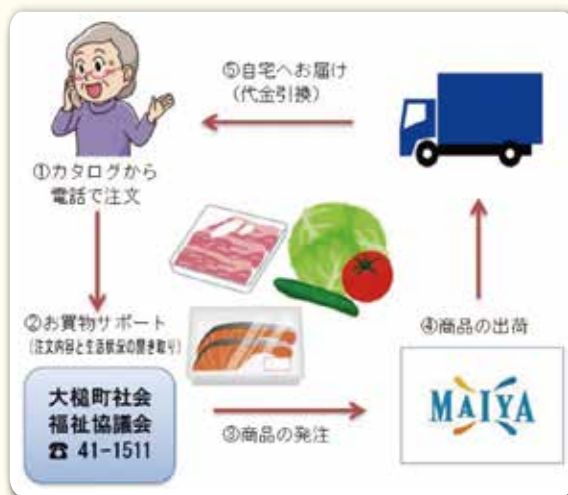 ①カタログから
電話で注文
②お買物サポート
(注文内容と生活状況の聞き取り)
大槌町社会
福祉協議会
☎ 41-1511
③商品の発注
MAIYA
④商品の出荷
⑤自宅へお届け
(代金引換)